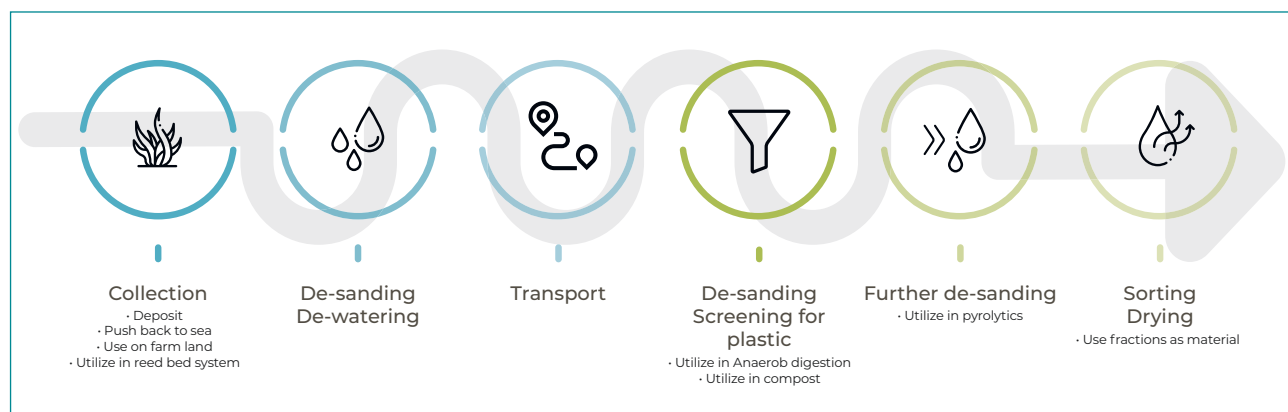 Collection
• Deposit
• Push back to sea
• Use on farm land
• Utilize in reed bed system
De-sanding
De-watering
Transport
De-sanding
Screening for
plastic
• Utilize in Anaerob digestion
• Utilize in compost
Further de-sanding
• Utilize in pyrolytics
Sorting
Drying
• Use fractions as material